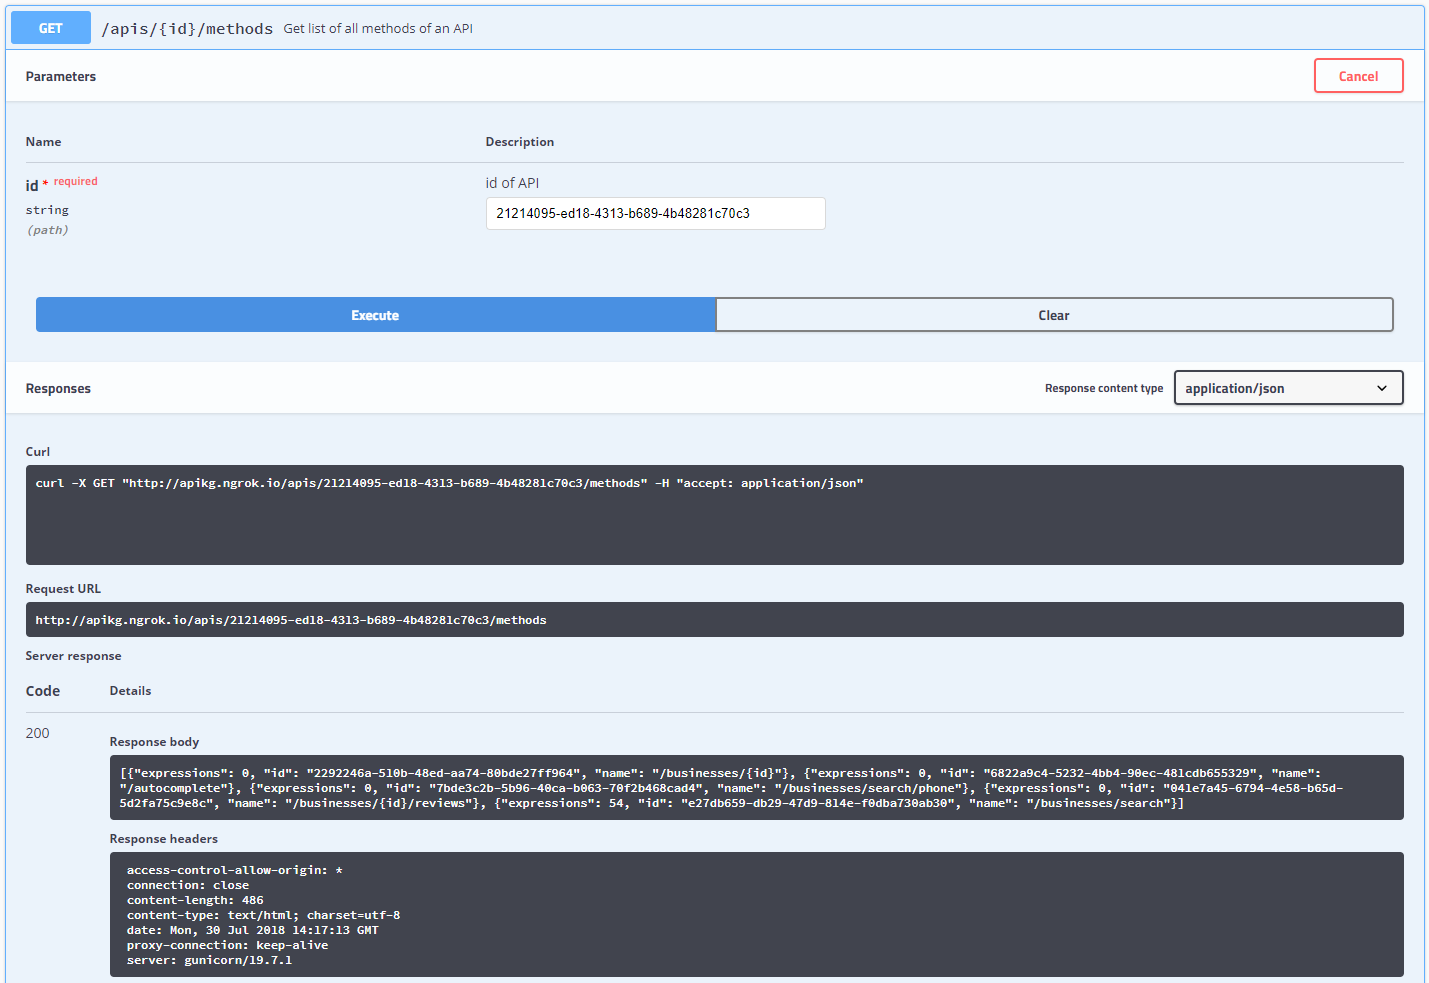 GET /apis/{id}/methods Get list of all methods of an API
Parameters Cancel
Name Description
id * required id of API
string 21214095-ed18-4313-b689-4b48281c70c3
(path)
Execute Clear
Responses Response content type application/json
Curl
curl -X GET "http://apikg.ngrok.io/apis/21214095-ed18-4313-b689-4b48281c70c3/methods" -H "accept: application/json"
Request URL
http://apikg.ngrok.io/apis/21214095-ed18-4313-b689-4b48281c70c3/methods
Server response
Code Details
200
Response body
[{"expressions": 0, "id": "2292246a-510b-48ed-aa74-80bde27ff964", "name": "/businesses/{id}"}, {"expressions": 0, "id": "6822a9c4-5232-4bb4-90ec-481cdb655329", "name":
"/autocomplete"}, {"expressions": 0, "id": "7bde3c2b-5b96-40ca-b063-70f2b468cad4", "name": "/businesses/search/phone"}, {"expressions": 0, "id": "041e7a45-6794-4e58-b65d-
5d2fa75c9e8c", "name": "/businesses/{id}/reviews"}, {"expressions": 54, "id": "e27db659-db29-47d9-814e-f0dba730ab30", "name": "/businesses/search"}]
Response headers
access-control-allow-origin: *
connection: close
content-length: 486
content-type: text/html; charset=utf-8
date: Mon, 30 Jul 2018 14:17:13 GMT
proxy-connection: keep-alive
server: gunicorn/19.7.1